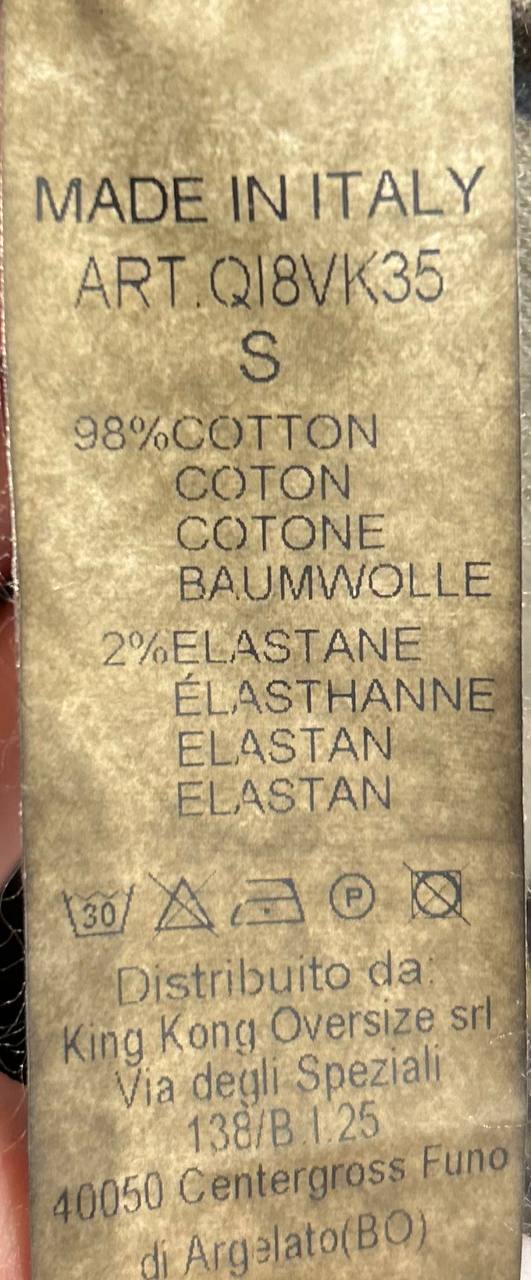 MADE IN ITALY
ART.QI8VK35
S
98%COTTON
COTON
COTONE
BAUMWOLLE
2%ELASTANE
ÉLASTHANNE
ELASTAN
ELASTAN
30 P
Distribuito da:
King Kong Oversize srl
Via degli Speziali
138/B.I.25
40050 Centergross Funo
di Argelato(BO)